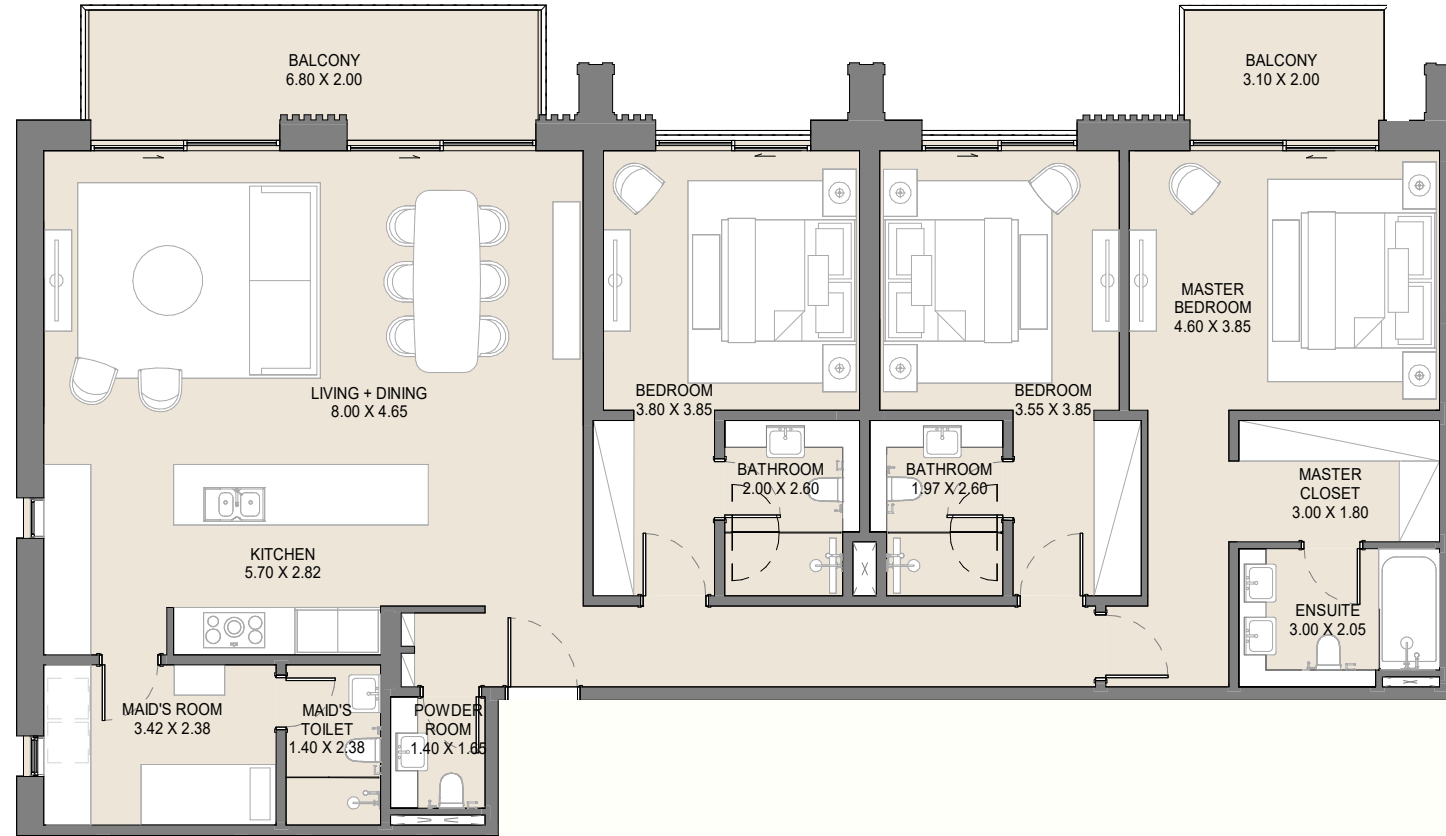 BALCONY
6.80 X 2.00
BALCONY
3.10 X 2.00
MASTER
BEDROOM
4.60 X 3.85
LIVING + DINING
8.00 X 4.65
BEDROOM
3.80 X 3.85
BEDROOM
3.55 X 3.85
BATHROOM
2.00 X 2.60
BATHROOM
1.97 X 2.60
MASTER
CLOSET
3.00 X 1.80
KITCHEN
5.70 X 2.82
ENSUITE
3.00 X 2.05
MAID'S ROOM
3.42 X 2.38
MAID'S
TOILET
1.40 X 2.38
POWDER
ROOM
1.40 X 1.65